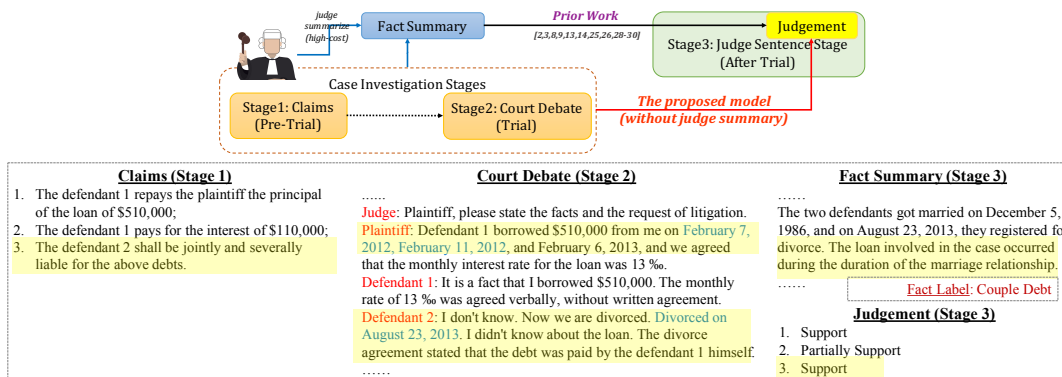 judge
summarize
(high-cost)
Fact Summary
Prior Work
[2,3,8,9,13,14,25,26,28-30]
Judgement
Stage3: Judge Sentence Stage
(After Trial)
Case Investigation Stages
Stage1: Claims
(Pre-Trial)
Stage2: Court Debate
(Trial)
The proposed model
(without judge summary)
Claims (Stage 1)
1. The defendant 1 repays the plaintiff the principal
of the loan of $510,000;
2. The defendant 1 pays for the interest of $110,000;
3. The defendant 2 shall be jointly and severally
liable for the above debts.
Court Debate (Stage 2)
......
Judge: Plaintiff, please state the facts and the request of litigation.
Plaintiff: Defendant 1 borrowed $510,000 from me on February 7,
2012, February 11, 2012, and February 6, 2013, and we agreed
that the monthly interest rate for the loan was 13 ‰.
Defendant 1: It is a fact that I borrowed $510,000. The monthly
rate of 13 ‰ was agreed verbally, without written agreement.
Defendant 2: I don't know. Now we are divorced. Divorced on
August 23, 2013. I didn't know about the loan. The divorce
agreement stated that the debt was paid by the defendant 1 himself.
......
Fact Summary (Stage 3)
......
The two defendants got married on December 5,
1986, and on August 23, 2013, they registered fo
divorce. The loan involved in the case occurred
during the duration of the marriage relationship.
......
Fact Label: Couple Debt
Judgement (Stage 3)
1. Support
2. Partially Support
3. Support